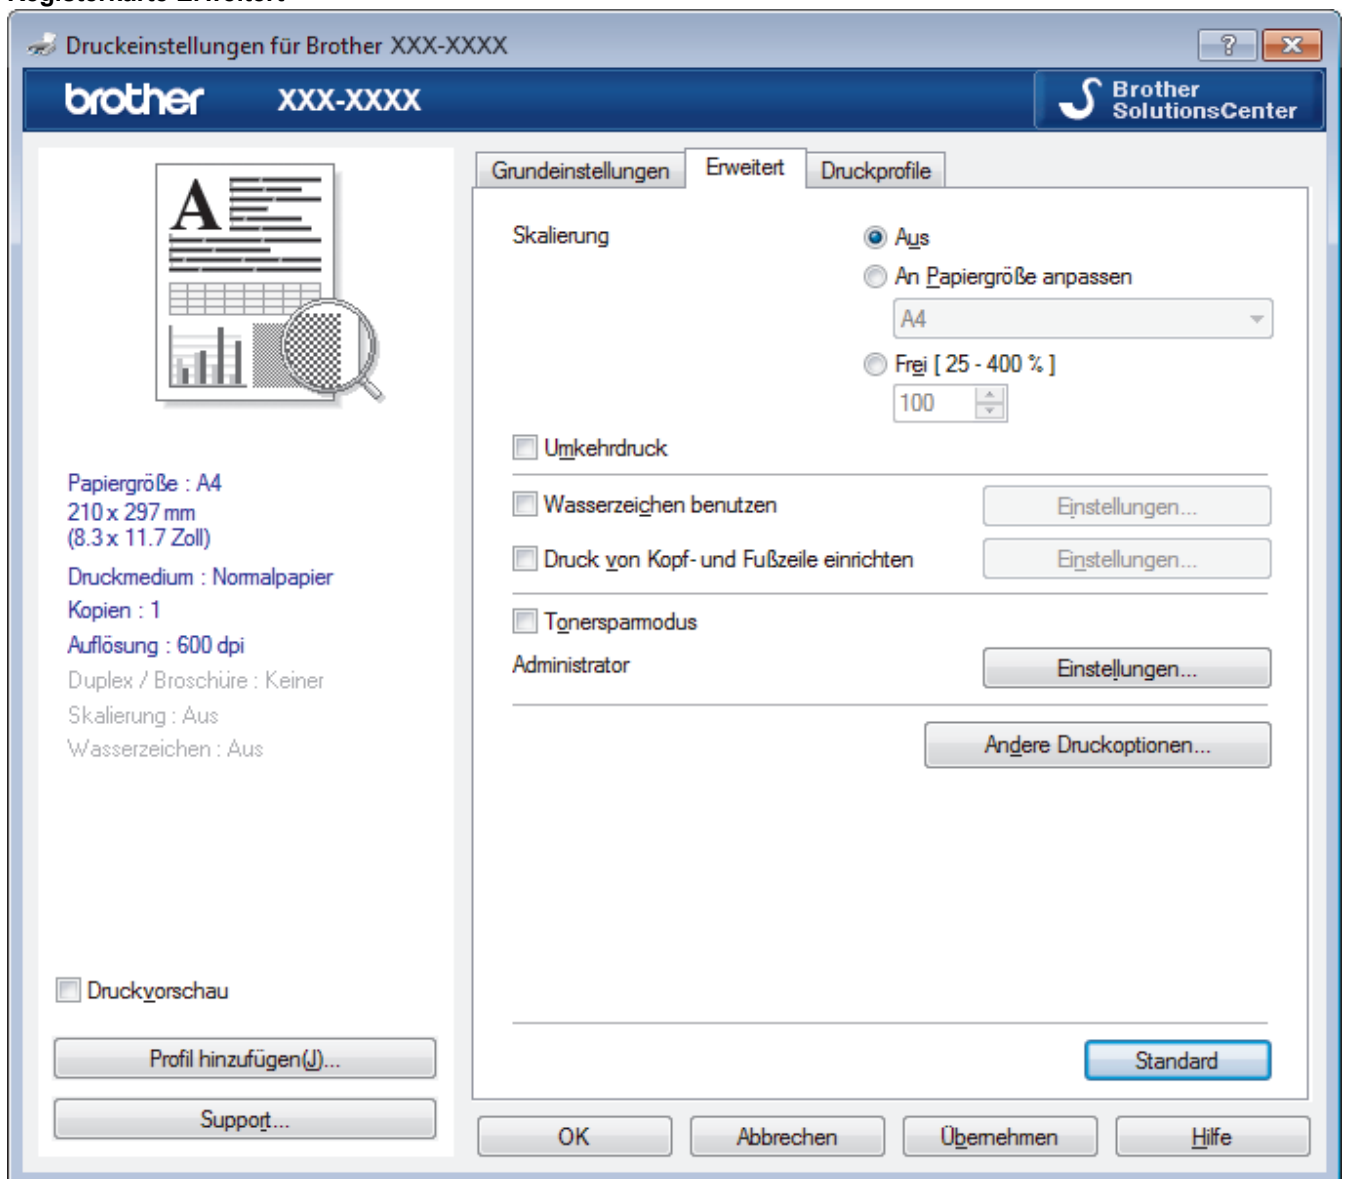 Registerkarte Erweitert
Druckeinstellungen für Brother XXX-XXXX
brother XXX-XXXX
Brother
SolutionsCenter
A
Papiergröße : A4
210 x 297 mm
(8.3 x 11.7 Zoll)
Druckmedium : Normalpapier
Kopien : 1
Auflösung : 600 dpi
Duplex / Broschüre : Keiner
Skalierung : Aus
Wasserzeichen : Aus
Druckvorschau
Profil hinzufügen(J)...
Support...
Grundeinstellungen Erweitert Druckprofile
Skalierung
Aus
An Papiergröße anpassen
A4
Frei [ 25 - 400 % ]
100
Umkehrdruck
Wasserzeichen benutzen Einstellungen...
Druck von Kopf- und Fußzeile einrichten Einstellungen...
Tonersparmodus
Administrator Einstellungen...
Andere Druckoptionen...
Standard
OK Abbrechen Übernehmen Hilfe